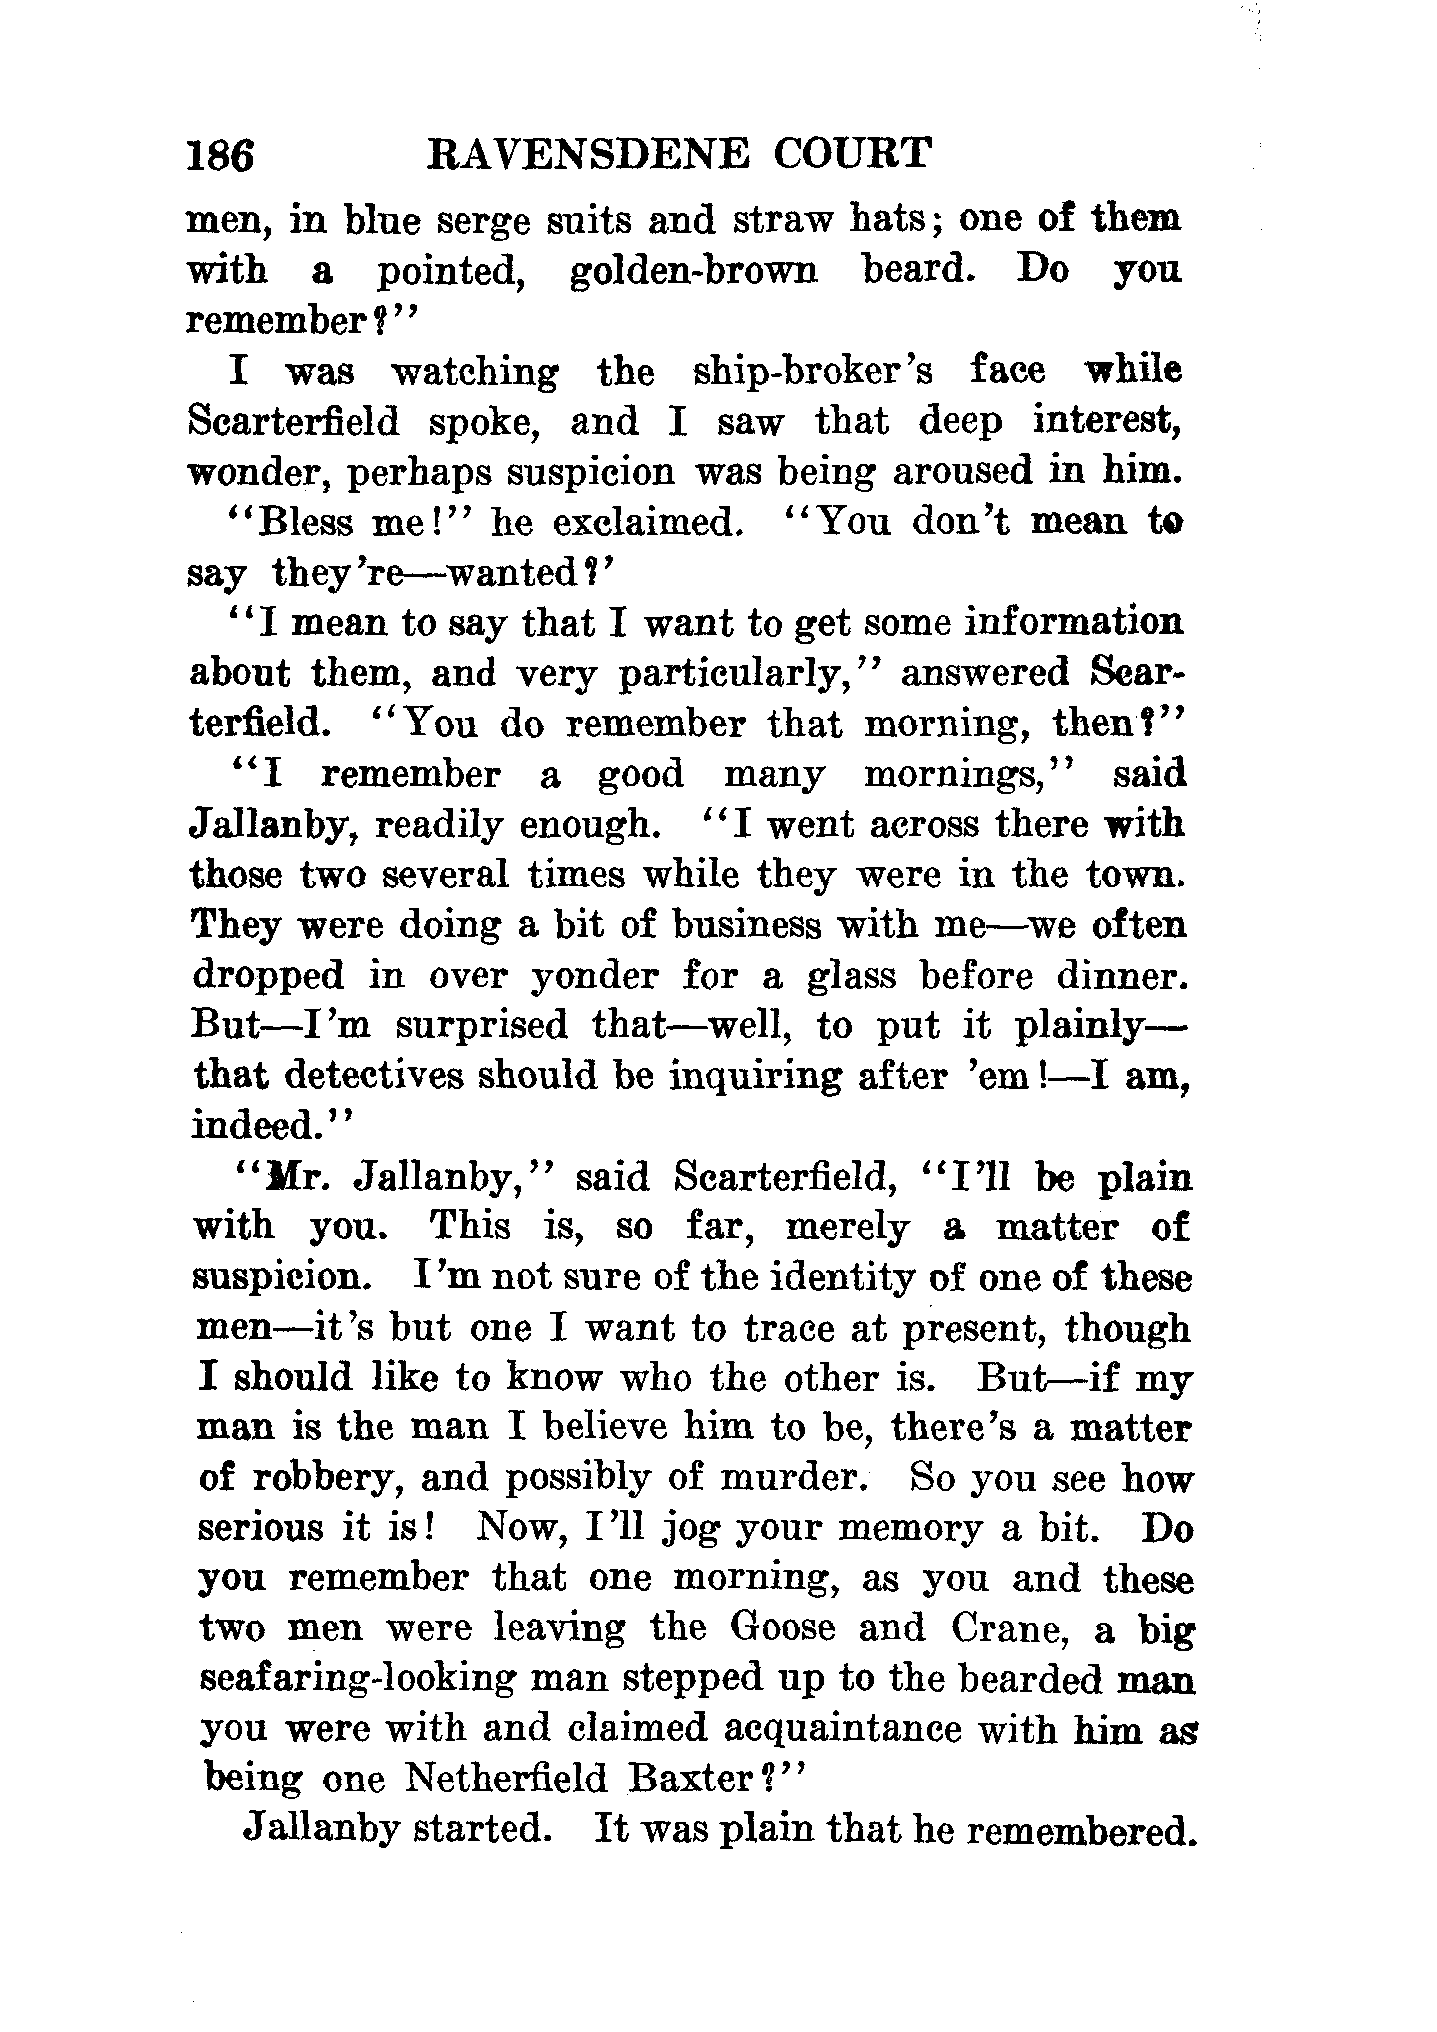 186 RAVENSDENE COURT
men, in blue serge suits and straw hats; one of them
with a pointed, golden-brown beard. Do you
remember?"
I was watching the ship-broker's face while
Scarterfield spoke, and I saw that deep interest,
wonder, perhaps suspicion was being aroused in him.
"Bless me!" he exclaimed. "You don't mean to
say they're—wanted?'
"I mean to say that I want to get some information
about them, and very particularly," answered Scar-
terfield. "You do remember that morning, then?"
"I remember a good many mornings," said
Jallanby, readily enough. "I went across there with
those two several times while they were in the town.
They were doing a bit of business with me—we often
dropped in over yonder for a glass before dinner.
But—I'm surprised that—well, to put it plainly—
that detectives should be inquiring after 'em!—I am,
indeed."
"Mr. Jallanby," said Scarterfield, "I'll be plain
with you. This is, so far, merely a matter of
suspicion. I'm not sure of the identity of one of these
men—it's but one I want to trace at present, though
I should like to know who the other is. But—if my
man is the man I believe him to be, there's a matter
of robbery, and possibly of murder. So you see how
serious it is! Now, I'll jog your memory a bit. Do
you remember that one morning, as you and these
two men were leaving the Goose and Crane, a big
seafaring-looking man stepped up to the bearded man
you were with and claimed acquaintance with him as
being one Netherfield Baxter?"
Jallanby started. It was plain that he remembered.